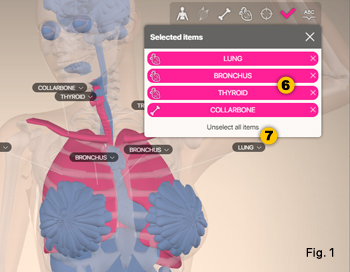 ABC
Selected items
LUNG
BRONCHUS
6
THYROID
COLLARBONE
Unselect all items
7
COLLARBONE
THYROID
TR
BRONCHUS
BRONCHUS
LUNG
Fig. 1